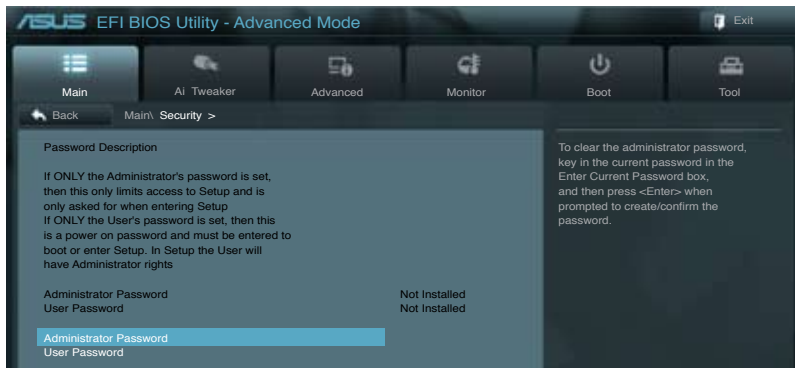 ASUS EFI BIOS Utility - Advanced Mode
Exit
Main
Ai Tweaker
Advanced
Monitor
Boot
Tool
Back
Main\ Security >
Password Description
If ONLY the Administrator's password is set,
then this only limits access to Setup and is
only asked for when entering Setup
If ONLY the User's password is set, then this
is a power on password and must be entered to
boot or enter Setup. In Setup the User will
have Administrator rights
Administrator Password Not Installed
User Password Not Installed
Administrator Password
User Password
To clear the administrator password,
key in the current password in the
Enter Current Password box,
and then press <Enter> when
prompted to create/confirm the
password.